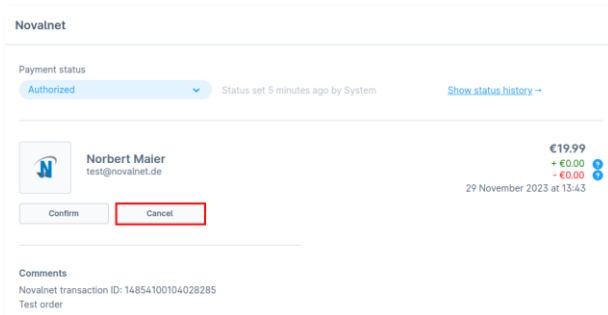 Novalnet
Payment status
Authorized
Status set 5 minutes ago by System
Show status history→
Norbert Maier
test@novalnet.de
€19.99
+ €0.00 ?
- €0.00 ?
29 November 2023 at 13:43
Confirm
Cancel
Comments
Novalnet transaction ID: 14854100104028285
Test order